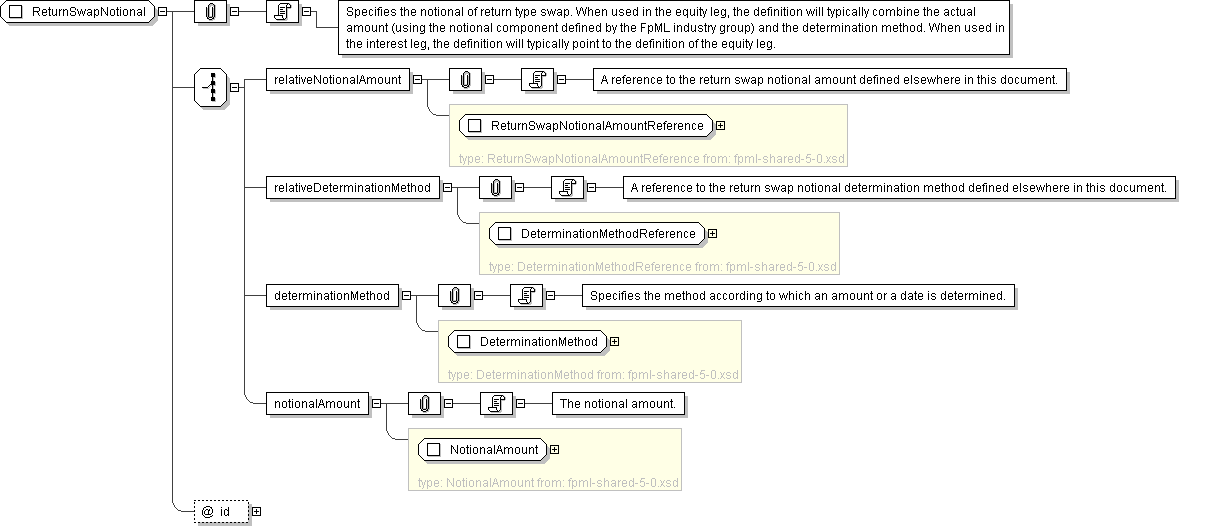 ReturnSwapNotional
Specifies the notional of return type swap. When used in the equity leg, the definition will typically combine the actual
amount (using the notional component defined by the FpML industry group) and the determination method. When used in
the interest leg, the definition will typically point to the definition of the equity leg.
relativeNotionalAmount
A reference to the return swap notional amount defined elsewhere in this document.
ReturnSwapNotionalAmountReference
type: ReturnSwapNotionalAmountReference from: fpml-shared-5-0.xsd
relativeDeterminationMethod
A reference to the return swap notional determination method defined elsewhere in this document.
DeterminationMethodReference
type: DeterminationMethodReference from: fpml-shared-5-0.xsd
determinationMethod
Specifies the method according to which an amount or a date is determined.
DeterminationMethod
type: DeterminationMethod from: fpml-shared-5-0.xsd
notionalAmount
The notional amount.
NotionalAmount
type: NotionalAmount from: fpml-shared-5-0.xsd
@ id